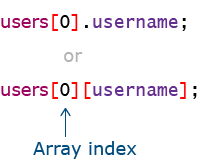 users[0].username;
or
users[0][username];
Array index